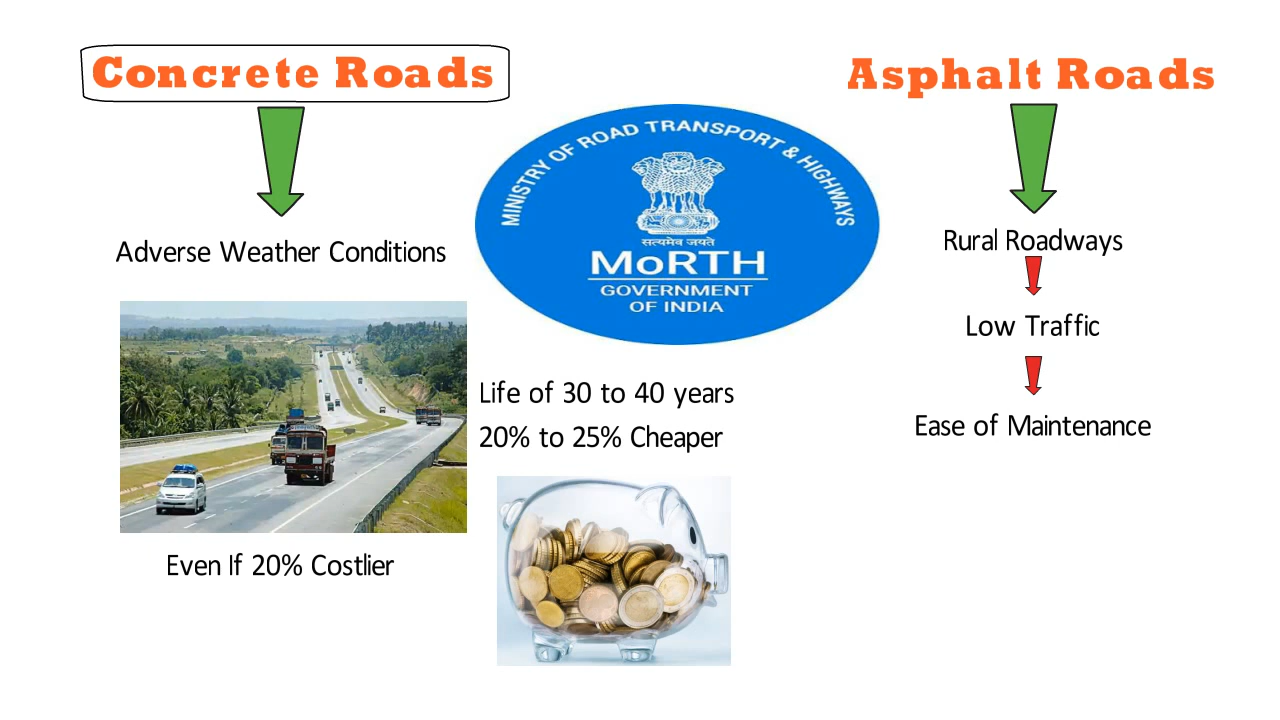 Concrete Roads
Asphalt Roads
MINISTRY OF ROAD TRANSPORT & HIGHWAYS
सत्यमेव जयते
MoRTH
GOVERNMENT
OF INDIA
Adverse Weather Conditions
Even If 20% Costlier
Life of 30 to 40 years
20% to 25% Cheaper
Rural Roadways
Low Traffic
Ease of Maintenance